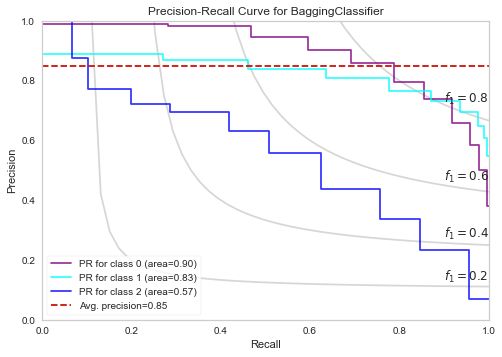 Precision-Recall Curve for BaggingClassifier
1.0
0.8
0.6
0.4
0.2
0.0
Precision
f₁=0.8
f₁=0.6
f₁=0.4
f₁=0.2
PR for class 0 (area=0.90)
PR for class 1 (area=0.83)
PR for class 2 (area=0.57)
Avg. precision=0.85
0.0 0.2 0.4 0.6 0.8 1.0
Recall